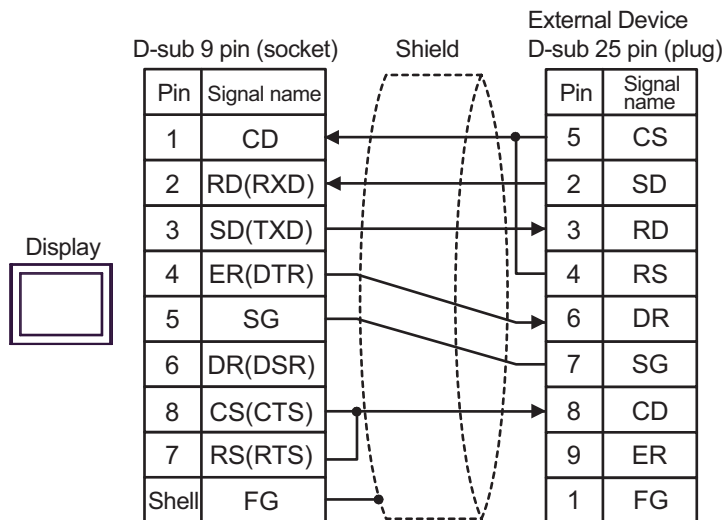 External Device
D-sub 9 pin (socket) Shield D-sub 25 pin (plug)
Pin Signal name Pin Signal name
1 CD 5 CS
2 RD(RXD) 2 SD
3 SD(TXD) 3 RD
Display
4 ER(DTR) 4 RS
5 SG 6 DR
6 DR(DSR) 7 SG
8 CS(CTS) 8 CD
7 RS(RTS) 9 ER
Shell FG 1 FG